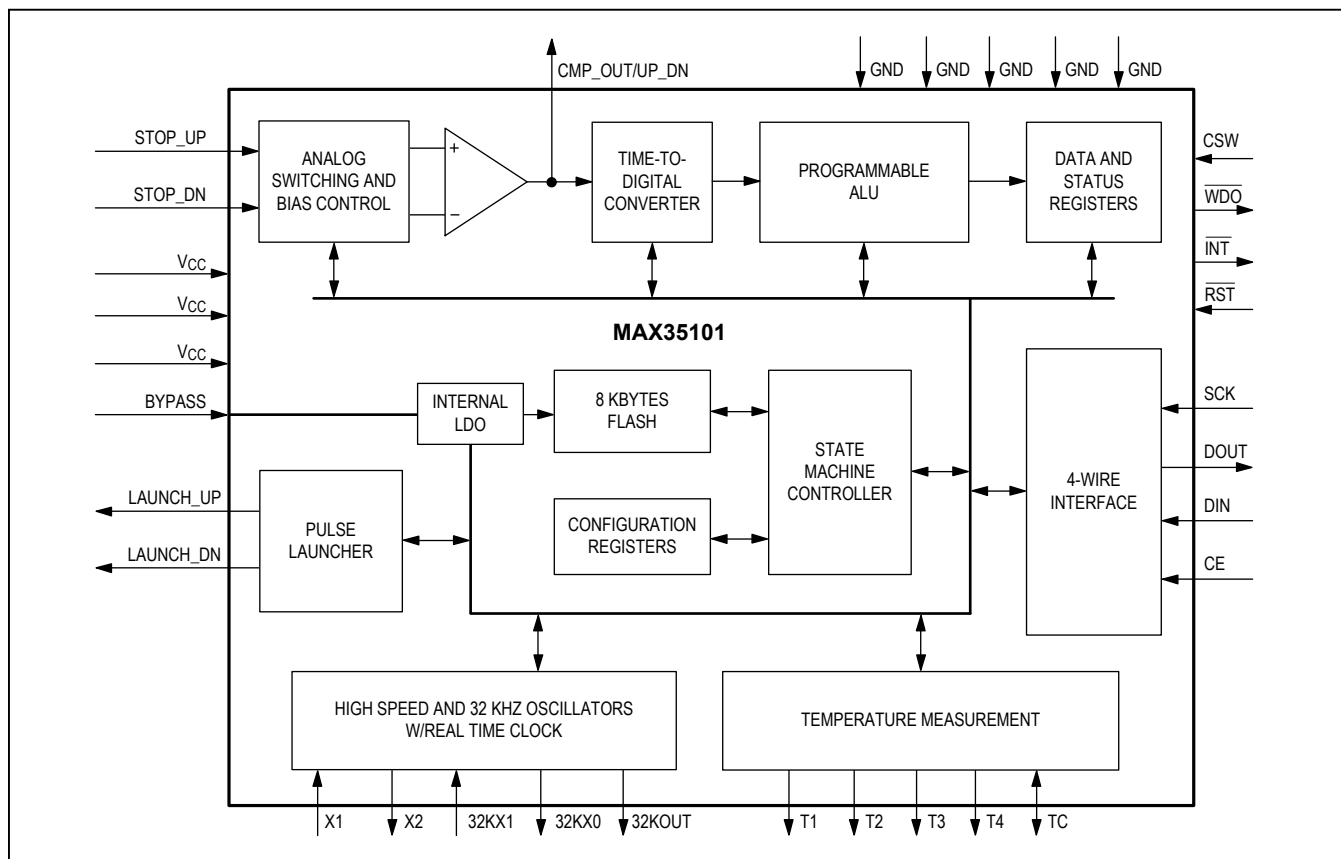 CMP_OUT/UP_DN
GND
GND
GND
GND
GND
STOP_UP
STOP_DN
VCC
VCC
VCC
BYPASS
LAUNCH_UP
LAUNCH_DN
ANALOG
SWITCHING AND
BIAS CONTROL
+
−
TIME-TO-
DIGITAL
CONVERTER
PROGRAMMABLE
ALU
DATA AND
STATUS
REGISTERS
CSW
WDO
INT
RST
MAX35101
INTERNAL
LDO
8 KBYTES
FLASH
STATE
MACHINE
CONTROLLER
CONFIGURATION
REGISTERS
PULSE
LAUNCHER
4-WIRE
INTERFACE
SCK
DOUT
DIN
CE
HIGH SPEED AND 32 KHZ OSCILLATORS
W/REAL TIME CLOCK
TEMPERATURE MEASUREMENT
X1
X2
32KX1
32KX0
32KOUT
T1
T2
T3
T4
TC